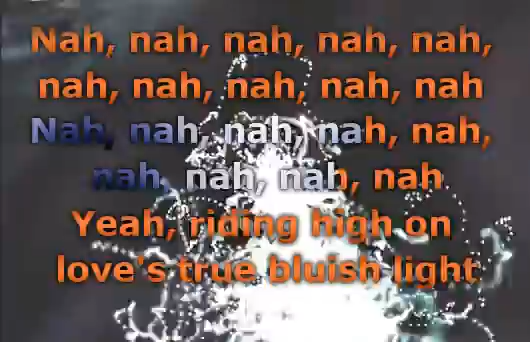 Nah, nah, nah, nah, nah,
nah, nah, nah, nah, nah
Nah, nah, nah, nah, nah,
nah, nah, nah, nah
Yeah, riding high on
love's true bluish light